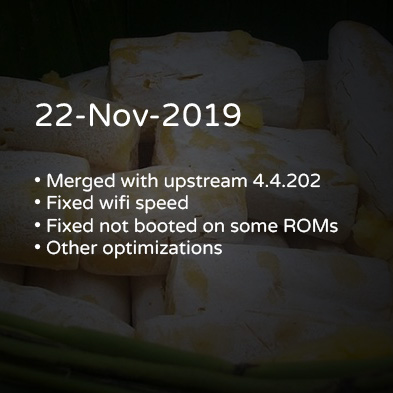 22-Nov-2019
• Merged with upstream 4.4.202
• Fixed wifi speed
• Fixed not booted on some ROMs
• Other optimizations